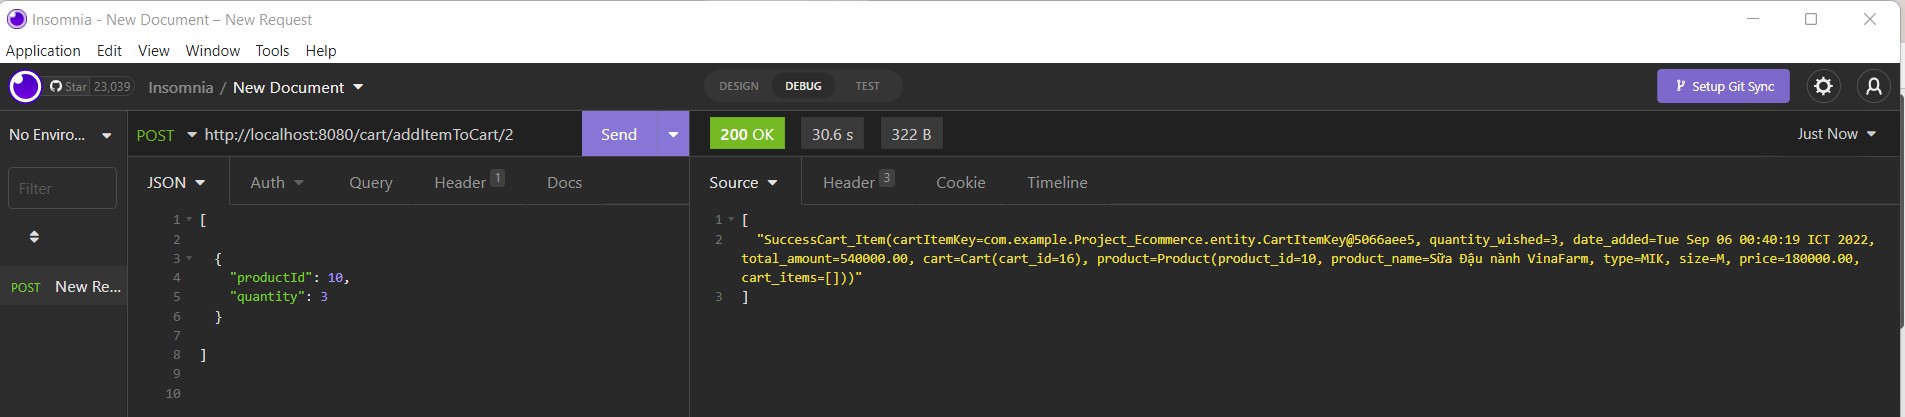 Insomnia - New Document – New Request
Application Edit View Window Tools Help
Star 23,039 Insomnia / New Document DESIGN DEBUG TEST Setup Git Sync
No Enviro... POST http://localhost:8080/cart/addItemToCart/2 Send 200 OK 30.6 s 322 B Just Now
Filter
POST New Re...
JSON Auth Query Header 1 Docs
1 [
2
3 {
4 "productId": 10,
5 "quantity": 3
6 }
7
8 ]
9
10
Source Header 3 Cookie Timeline
1 [
2 "SuccessCart_Item(cartItemKey=com.example.Project_Ecommerce.entity.CartItemKey@5066aee5, quantity_wished=3, date_added=Tue Sep 06 00:40:19 ICT 2022,
total_amount=540000.00, cart=Cart(cart_id=16), product=Product(product_id=10, product_name=Sữa Đậu nành VinaFarm, type=MIK, size=M, price=180000.00,
cart_items=[]))"
3 ]